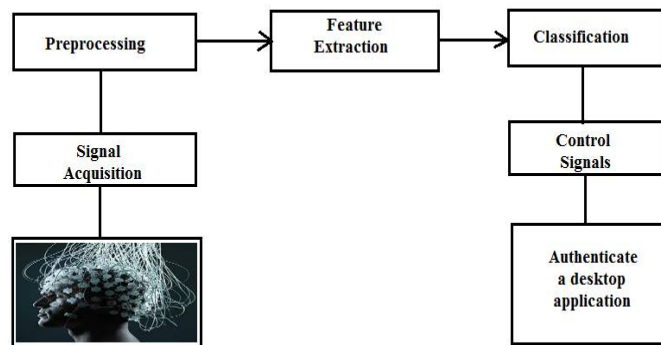 Preprocessing
Feature
Extraction
Classification
Signal
Acquisition
Control
Signals
Authenticate
a desktop
application